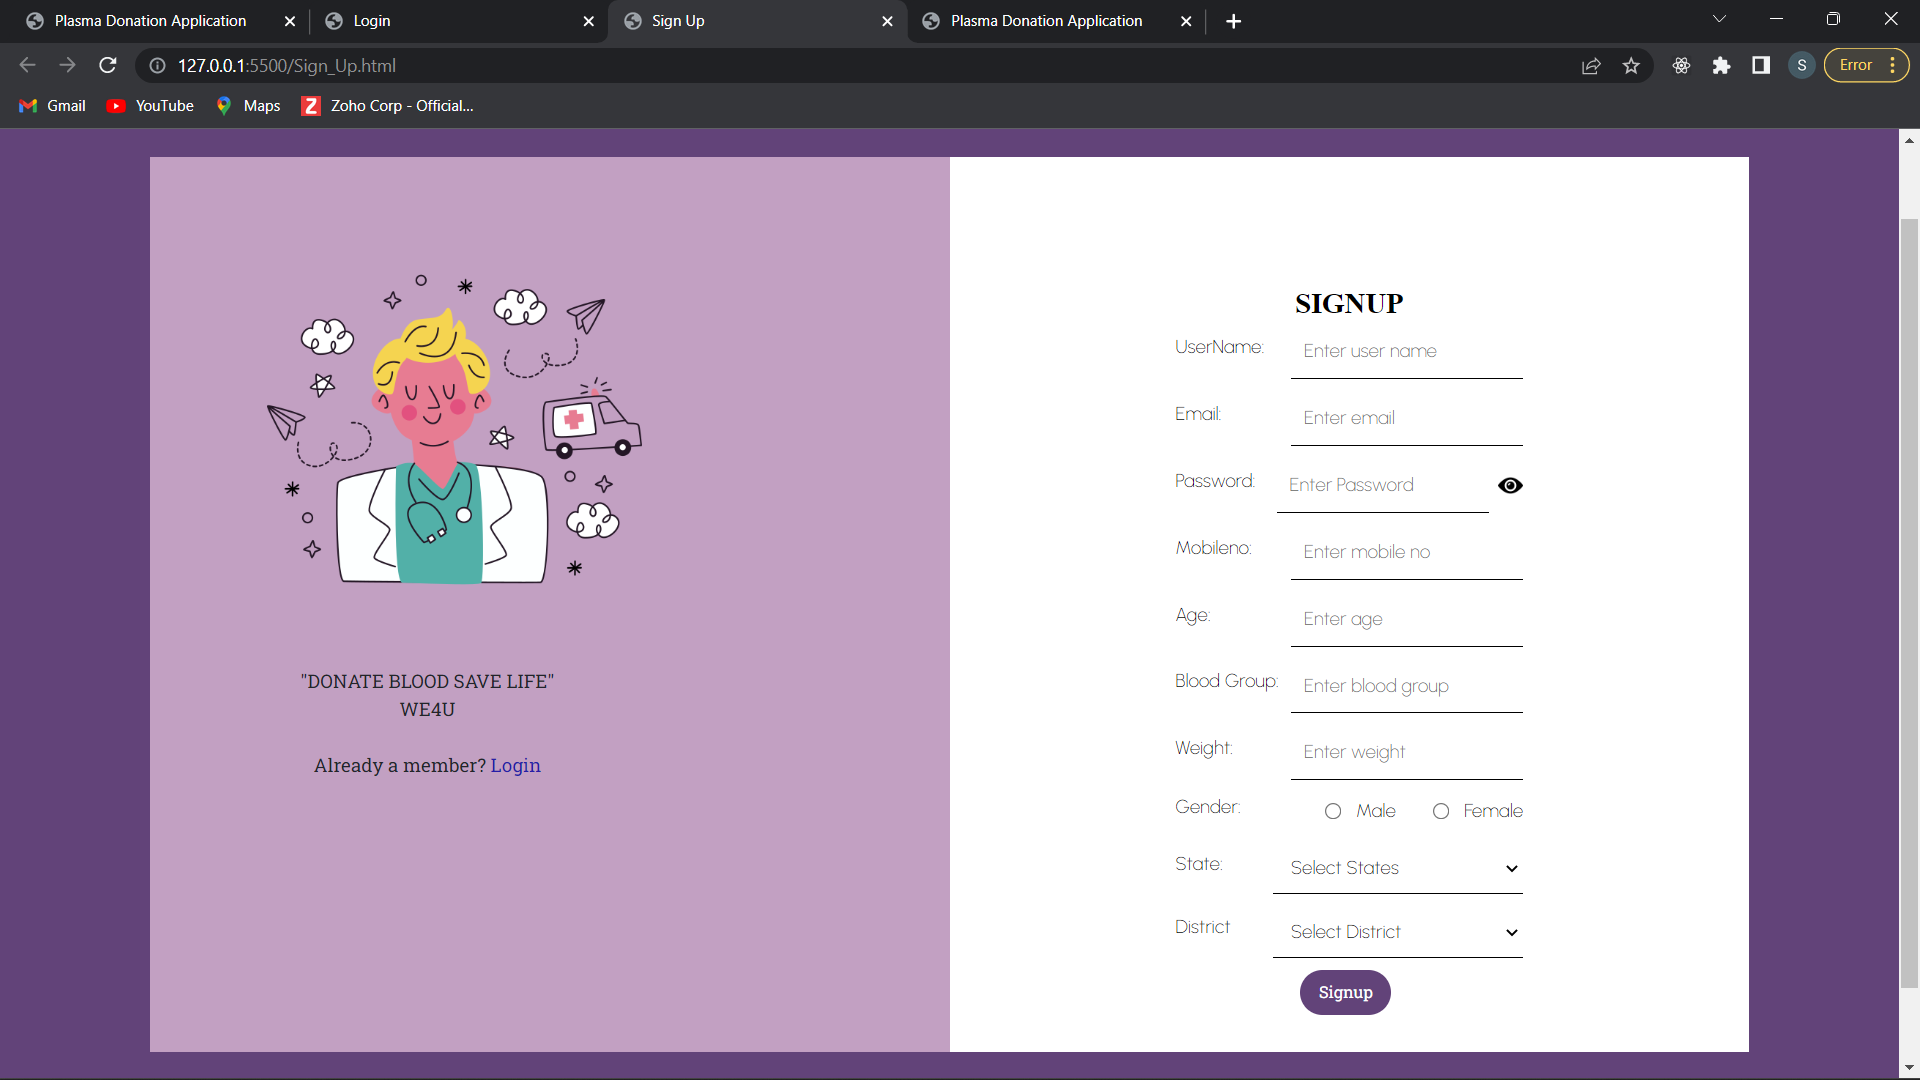 Plasma Donation Application
Login
Sign Up
Plasma Donation Application
127.0.0.1:5500/Sign_Up.html
S
Error
Gmail
YouTube
Maps
Z
Zoho Corp - Official...
"DONATE BLOOD SAVE LIFE"
WE4U
Already a member? Login
SIGNUP
UserName: Enter user name
Email: Enter email
Password: Enter Password
Mobileno: Enter mobile no
Age: Enter age
Blood Group: Enter blood group
Weight: Enter weight
Gender: Male Female
State: Select States
District Select District
Signup